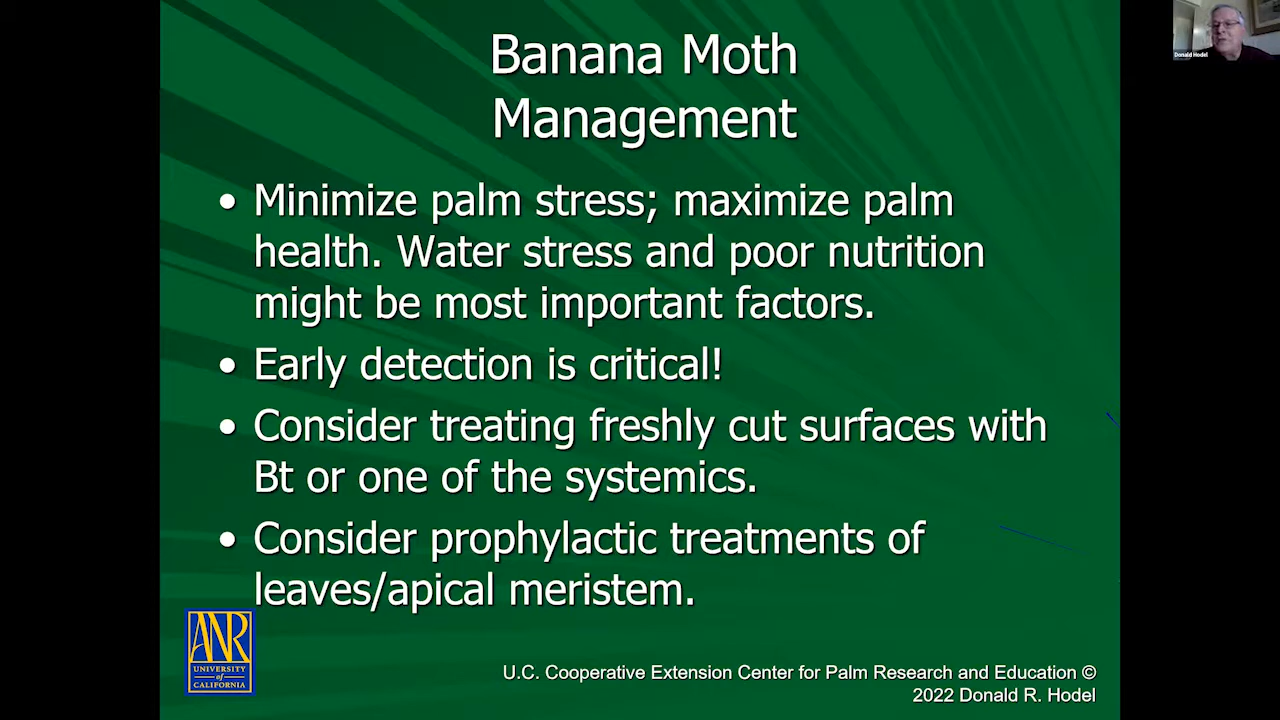 Banana Moth
Management
• Minimize palm stress; maximize palm
health. Water stress and poor nutrition
might be most important factors.
• Early detection is critical!
• Consider treating freshly cut surfaces with
Bt or one of the systemics.
• Consider prophylactic treatments of
leaves/apical meristem.
ANR
UNIVERSITY
of
CALIFORNIA
U.C. Cooperative Extension Center for Palm Research and Education ©
2022 Donald R. Hodel
Donald Hodel